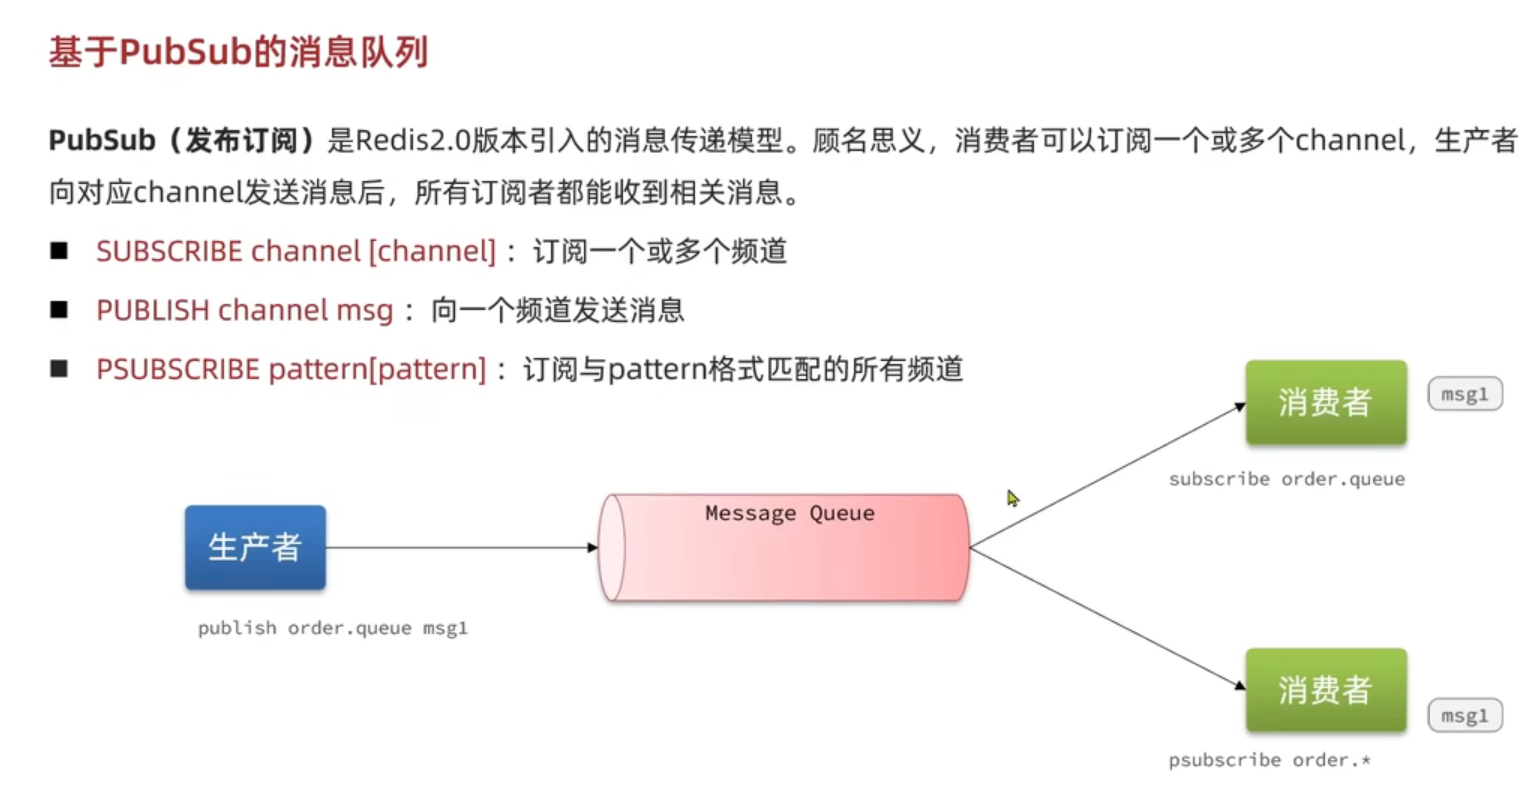 基于PubSub的消息队列
PubSub（发布订阅）是Redis2.0版本引入的消息传递模型。顾名思义，消费者可以订阅一个或多个channel，生产者
向对应channel发送消息后，所有订阅者都能收到相关消息。
■ SUBSCRIBE channel [channel] ：订阅一个或多个频道
■ PUBLISH channel msg ：向一个频道发送消息
■ PSUBSCRIBE pattern[pattern] ：订阅与pattern格式匹配的所有频道
消费者
msg1
subscribe order.queue
Message Queue
生产者
publish order.queue msg1
消费者
msg1
psubscribe order.*